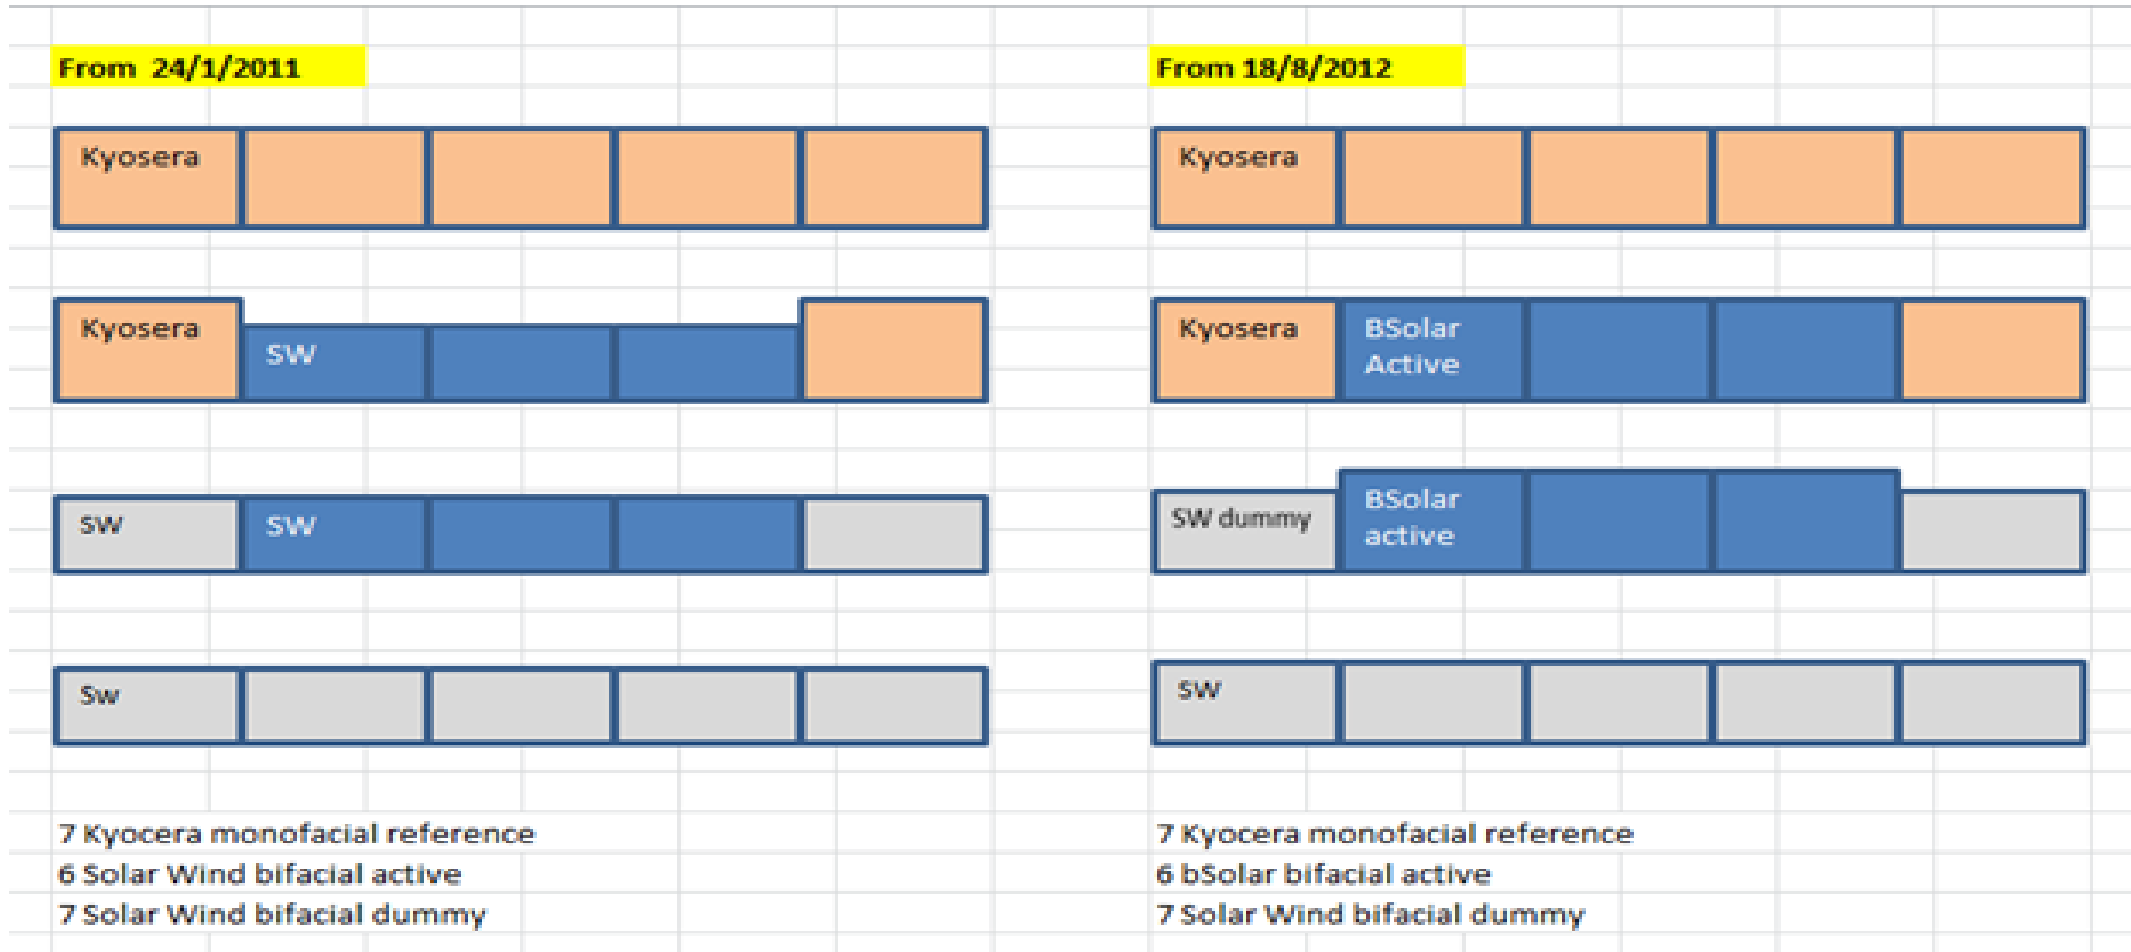 From 24/1/2011
Kyosera
Kyosera
SW
SW
SW
Sw
7 Kyocera monofacial reference
6 Solar Wind bifacial active
7 Solar Wind bifacial dummy
From 18/8/2012
Kyosera
Kyosera
BSolar
Active
SW dummy
BSolar
active
SW
7 Kyocera monofacial reference
6 bSolar bifacial active
7 Solar Wind bifacial dummy